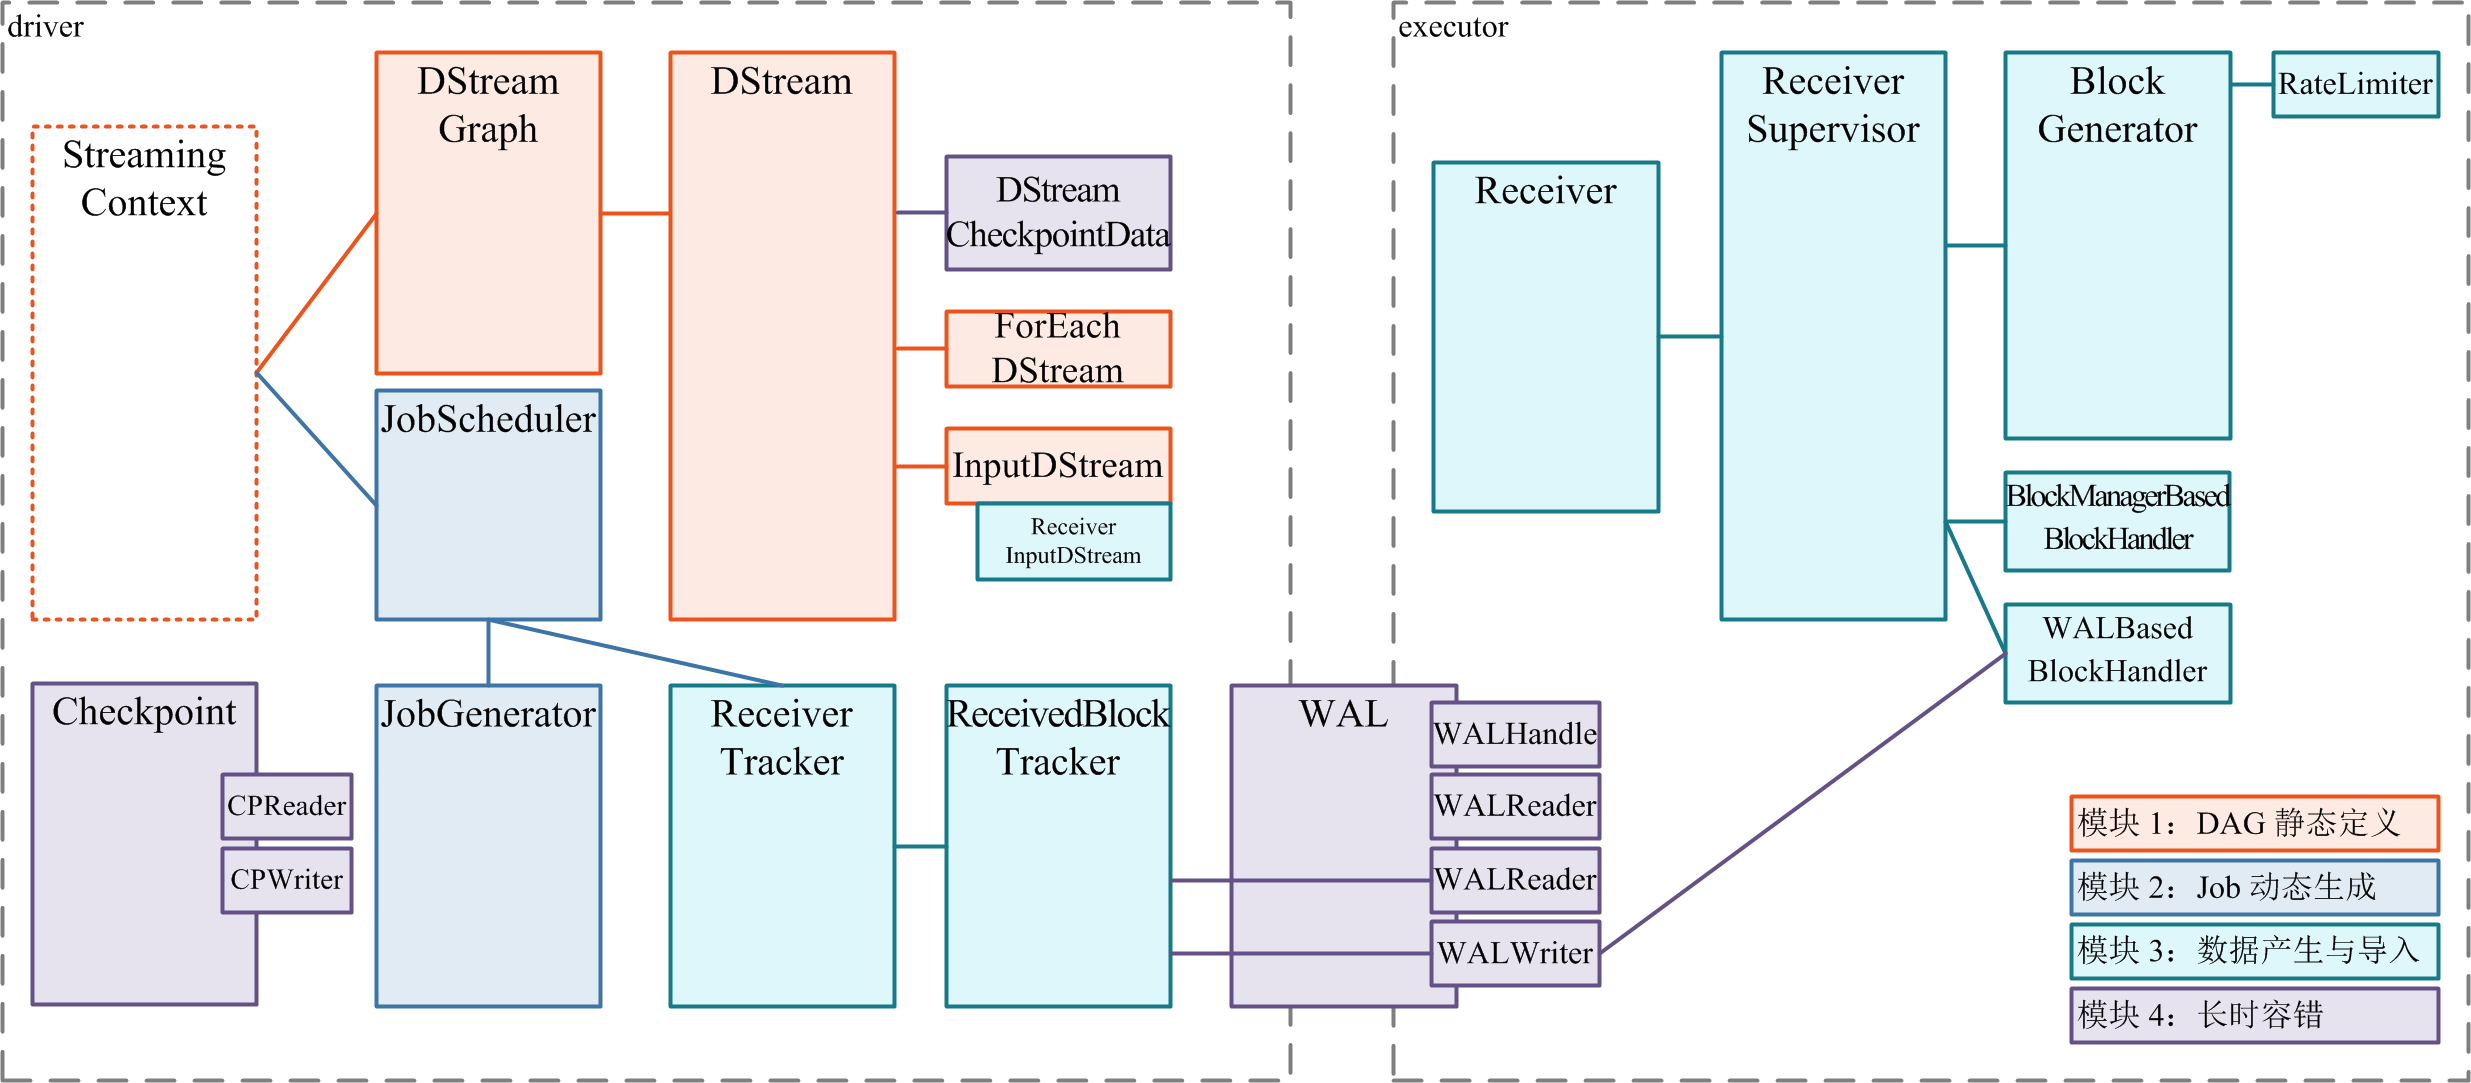 driver
Streaming
Context
DStream
Graph
DStream
DStream
CheckpointData
ForEach
DStream
InputDStream
Receiver
InputDStream
JobScheduler
Checkpoint
CPReader
CPWriter
JobGenerator
Receiver
Tracker
ReceivedBlock
Tracker
WAL
WALHandle
WALReader
WALReader
WALWriter
executor
Receiver
Receiver
Supervisor
Block
Generator
RateLimiter
BlockManagerBased
BlockHandler
WALBased
BlockHandler
模块 1：DAG 静态定义
模块 2：Job 动态生成
模块 3：数据产生与导入
模块 4：长时容错